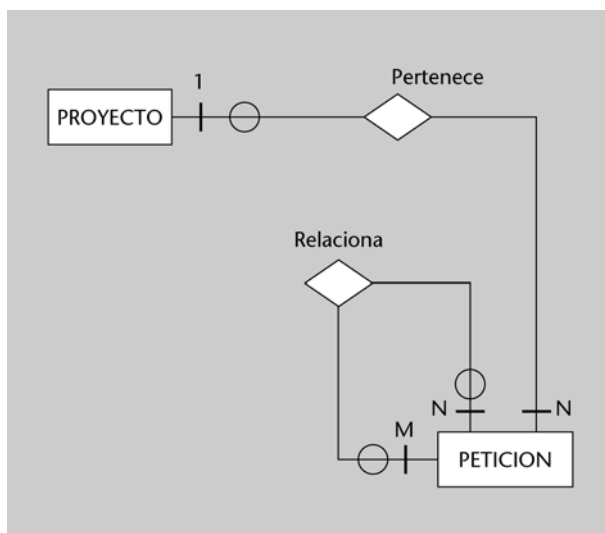 Pertenece
1
PROYECTO
Relaciona
N
N
M
PETICION